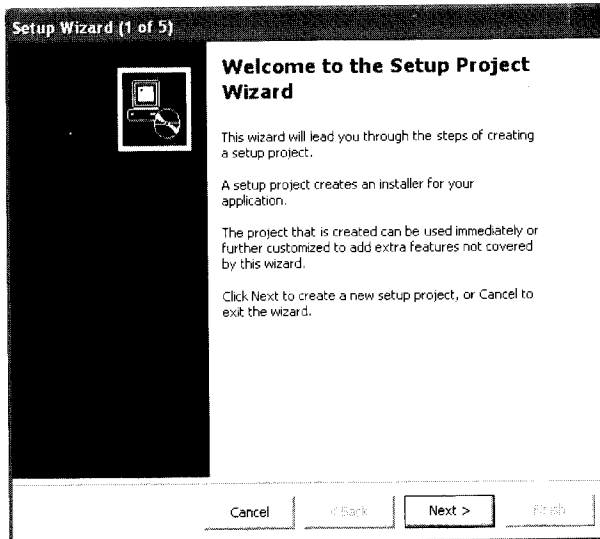 Setup Wizard (1 of 5)
Welcome to the Setup Project
Wizard
This wizard will lead you through the steps of creating
a setup project.
A setup project creates an installer for your
application.
The project that is created can be used immediately or
further customized to add extra features not covered
by this wizard.
Click Next to create a new setup project, or Cancel to
exit the wizard.
Cancel < Back Next > Finish